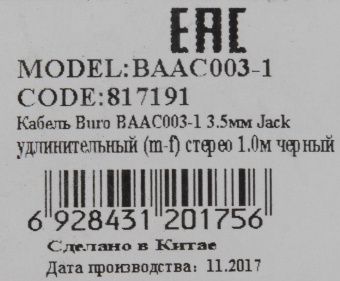 EAC
MODEL:BAAC003-1
CODE:817191
Кабель Buro BAAC003-1 3.5мм Jack
удлинительный (m-f) стерео 1.0м черный
6 928431 201756
Сделано в Китае
Дата производства: 11.2017